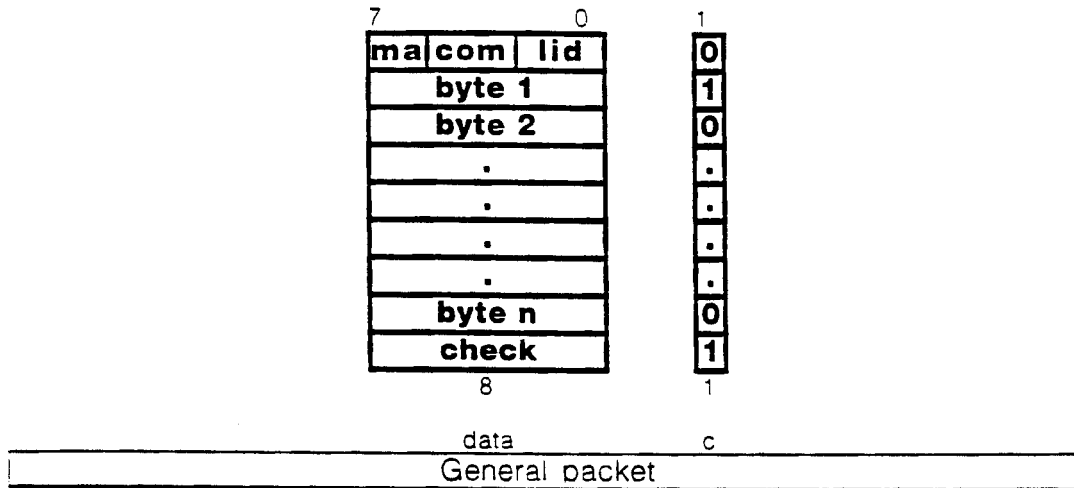 7 0 1
ma com lid 0
byte 1 1
byte 2 0
. .
. .
. .
. .
byte n 0
check 1
8 1
data c
General packet